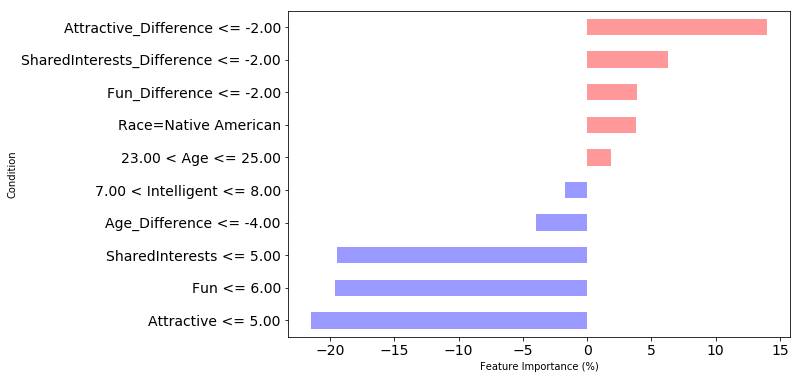 Attractive_Difference <= -2.00
SharedInterests_Difference <= -2.00
Fun_Difference <= -2.00
Race=Native American
23.00 < Age <= 25.00
7.00 < Intelligent <= 8.00
Age_Difference <= -4.00
SharedInterests <= 5.00
Fun <= 6.00
Attractive <= 5.00
Condition
−20 −15 −10 −5 0 5 10 15
Feature Importance (%)